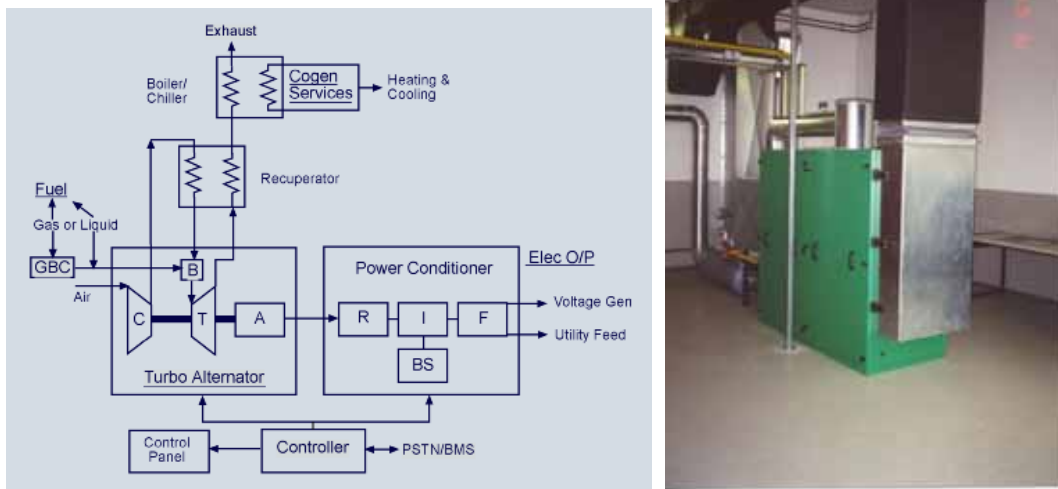 Exhaust
Boiler/
Chiller
Cogen
Services
Heating &
Cooling
Recuperator
Fuel
Gas or Liquid
GBC
Air
B
C
T
A
Turbo Alternator
Power Conditioner
R
I
F
BS
Elec O/P
Voltage Gen
Utility Feed
Control
Panel
Controller
PSTN/BMS